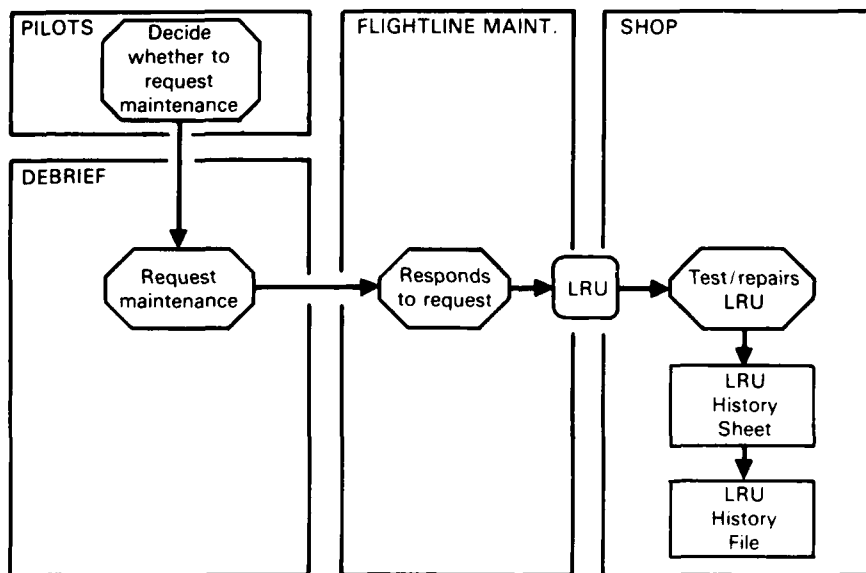 PILOTS
Decide
whether to
request
maintenance
DEBRIEF
Request
maintenance
FLIGHTLINE MAINT.
Responds
to request
LRU
SHOP
Test/repairs
LRU
LRU
History
Sheet
LRU
History
File